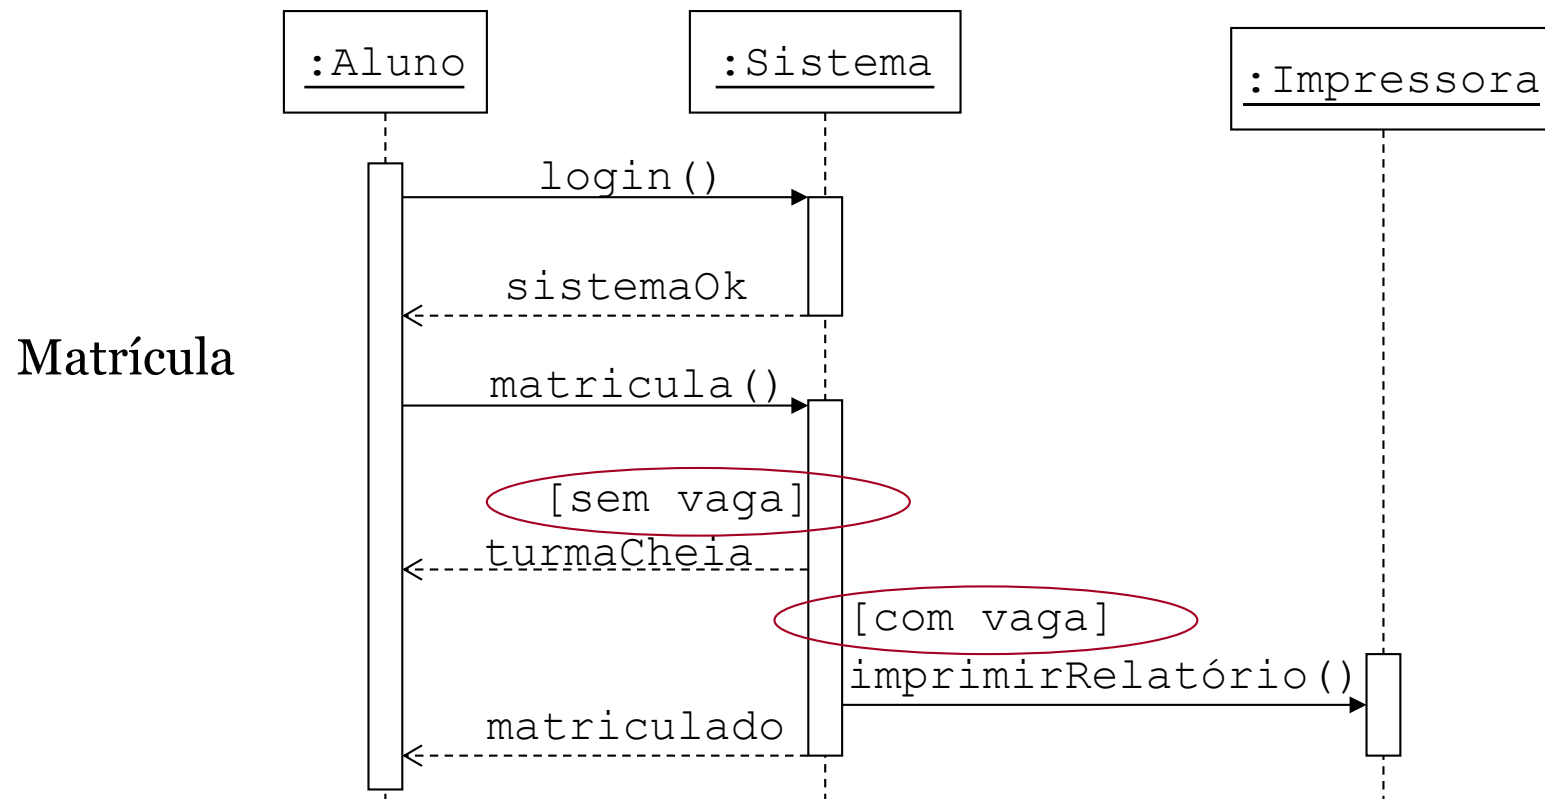 :Aluno
:Sistema
:Impressora
login()
sistemaOk
Matrícula
matricula()
[sem vaga]
turmaCheia
[com vaga]
imprimirRelatório()
matriculado